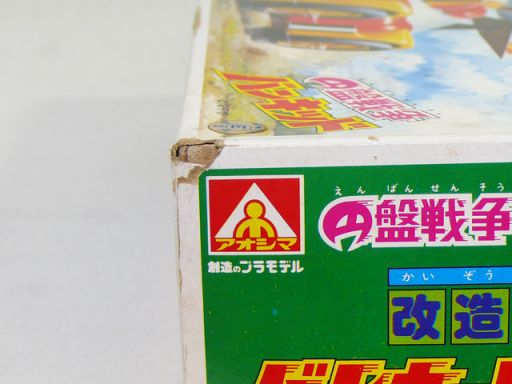 円盤戦争
バンキッド
アオシマ
創造のプラモデル
えんばんせんそう
円盤戦争
かいぞう
改造